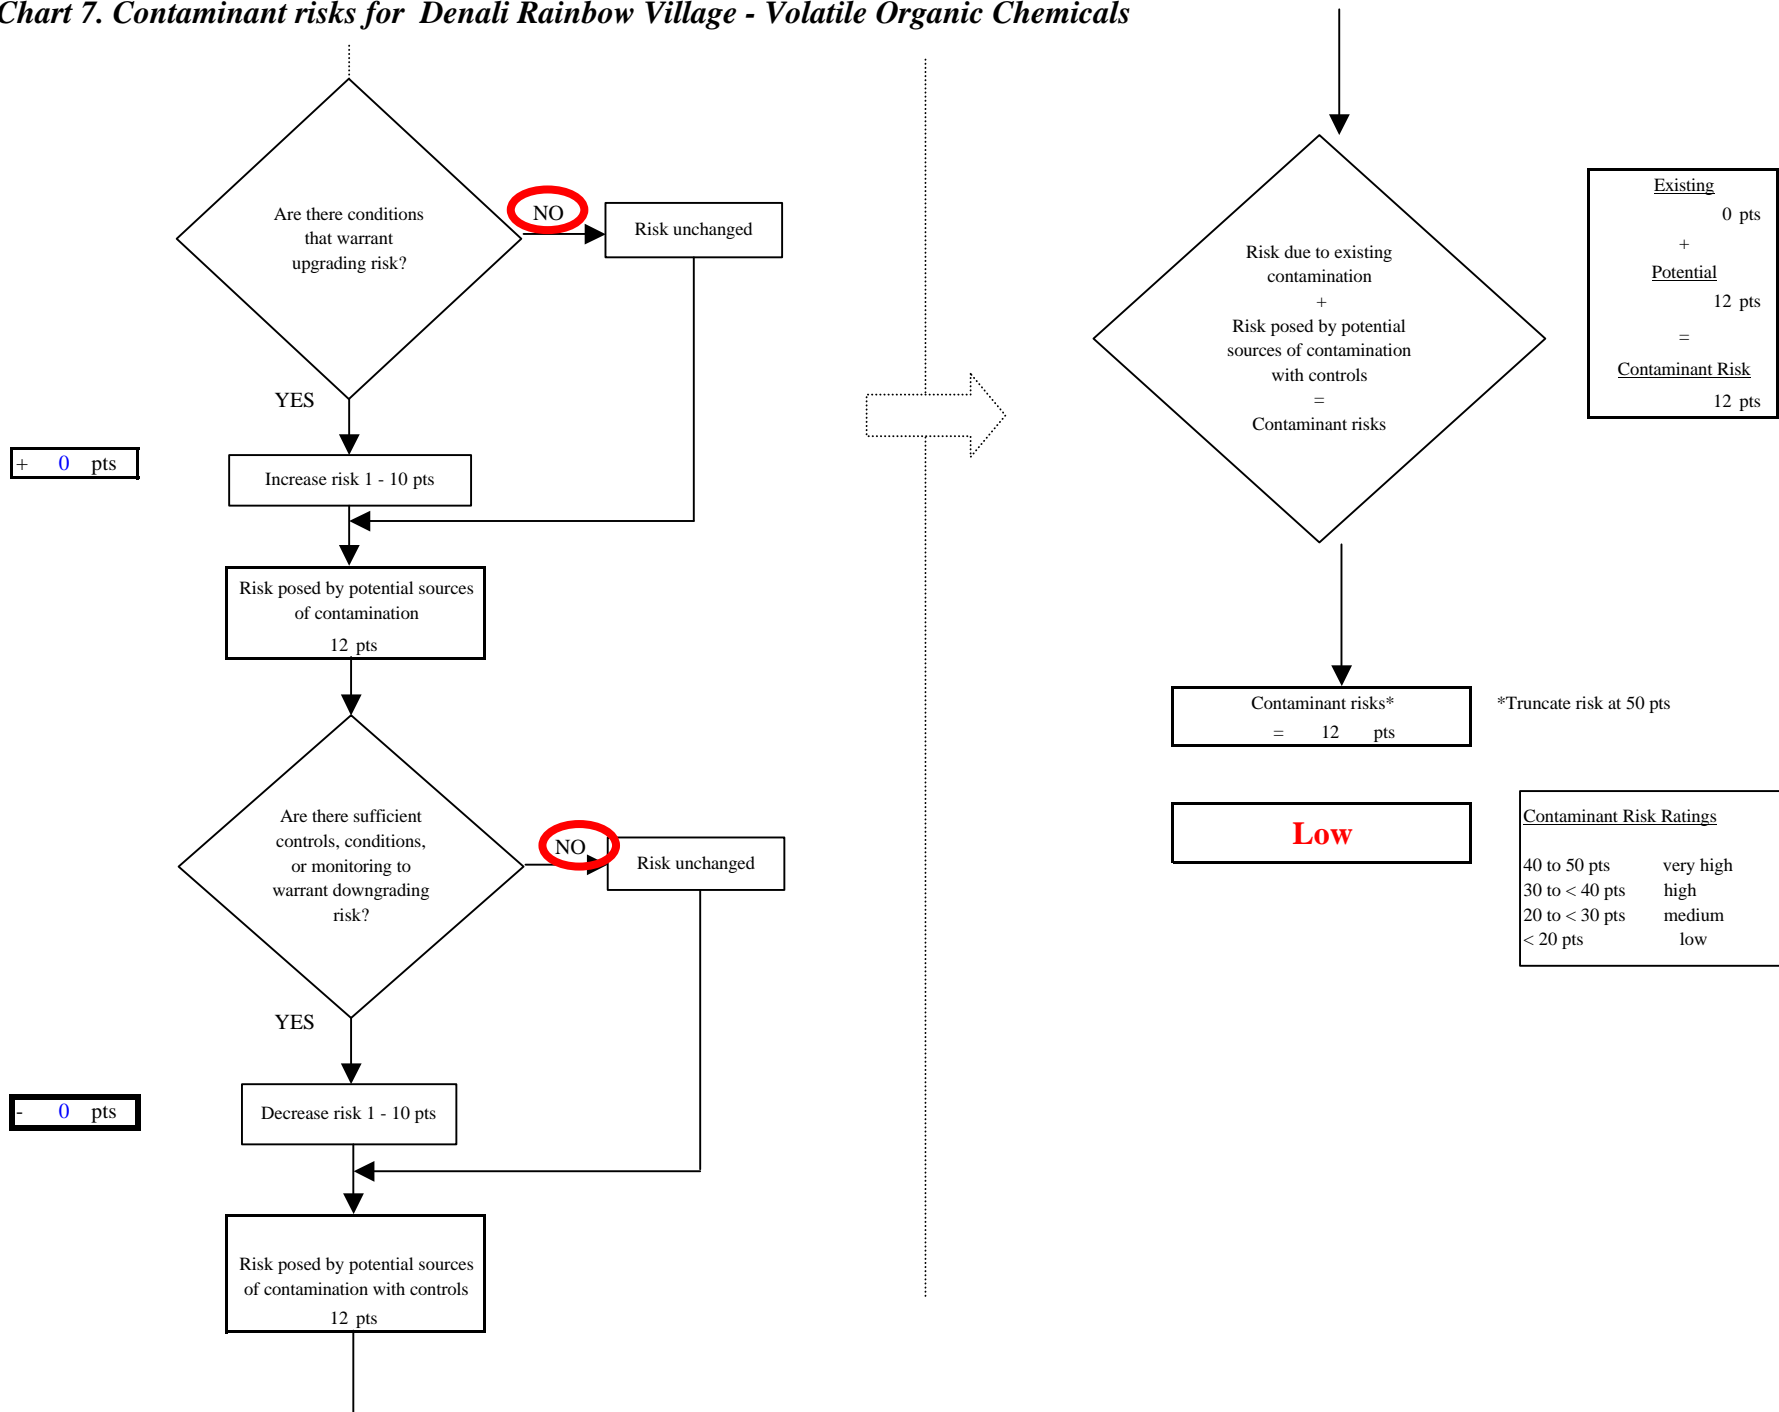 Chart 7. Contaminant risks for Denali Rainbow Village - Volatile Organic Chemicals
Are there conditions
that warrant
upgrading risk?
NO
Risk unchanged
YES
+ 0 pts
Increase risk 1 - 10 pts
Risk posed by potential sources
of contamination
12 pts
Are there sufficient
controls, conditions,
or monitoring to
warrant downgrading
risk?
NO
Risk unchanged
YES
- 0 pts
Decrease risk 1 - 10 pts
Risk posed by potential sources
of contamination with controls
12 pts
Risk due to existing
contamination
+
Risk posed by potential
sources of contamination
with controls
=
Contaminant risks
Existing
0 pts
+
Potential
12 pts
=
Contaminant Risk
12 pts
Contaminant risks*
= 12 pts
*Truncate risk at 50 pts
Low
Contaminant Risk Ratings
40 to 50 pts very high
30 to < 40 pts high
20 to < 30 pts medium
< 20 pts low